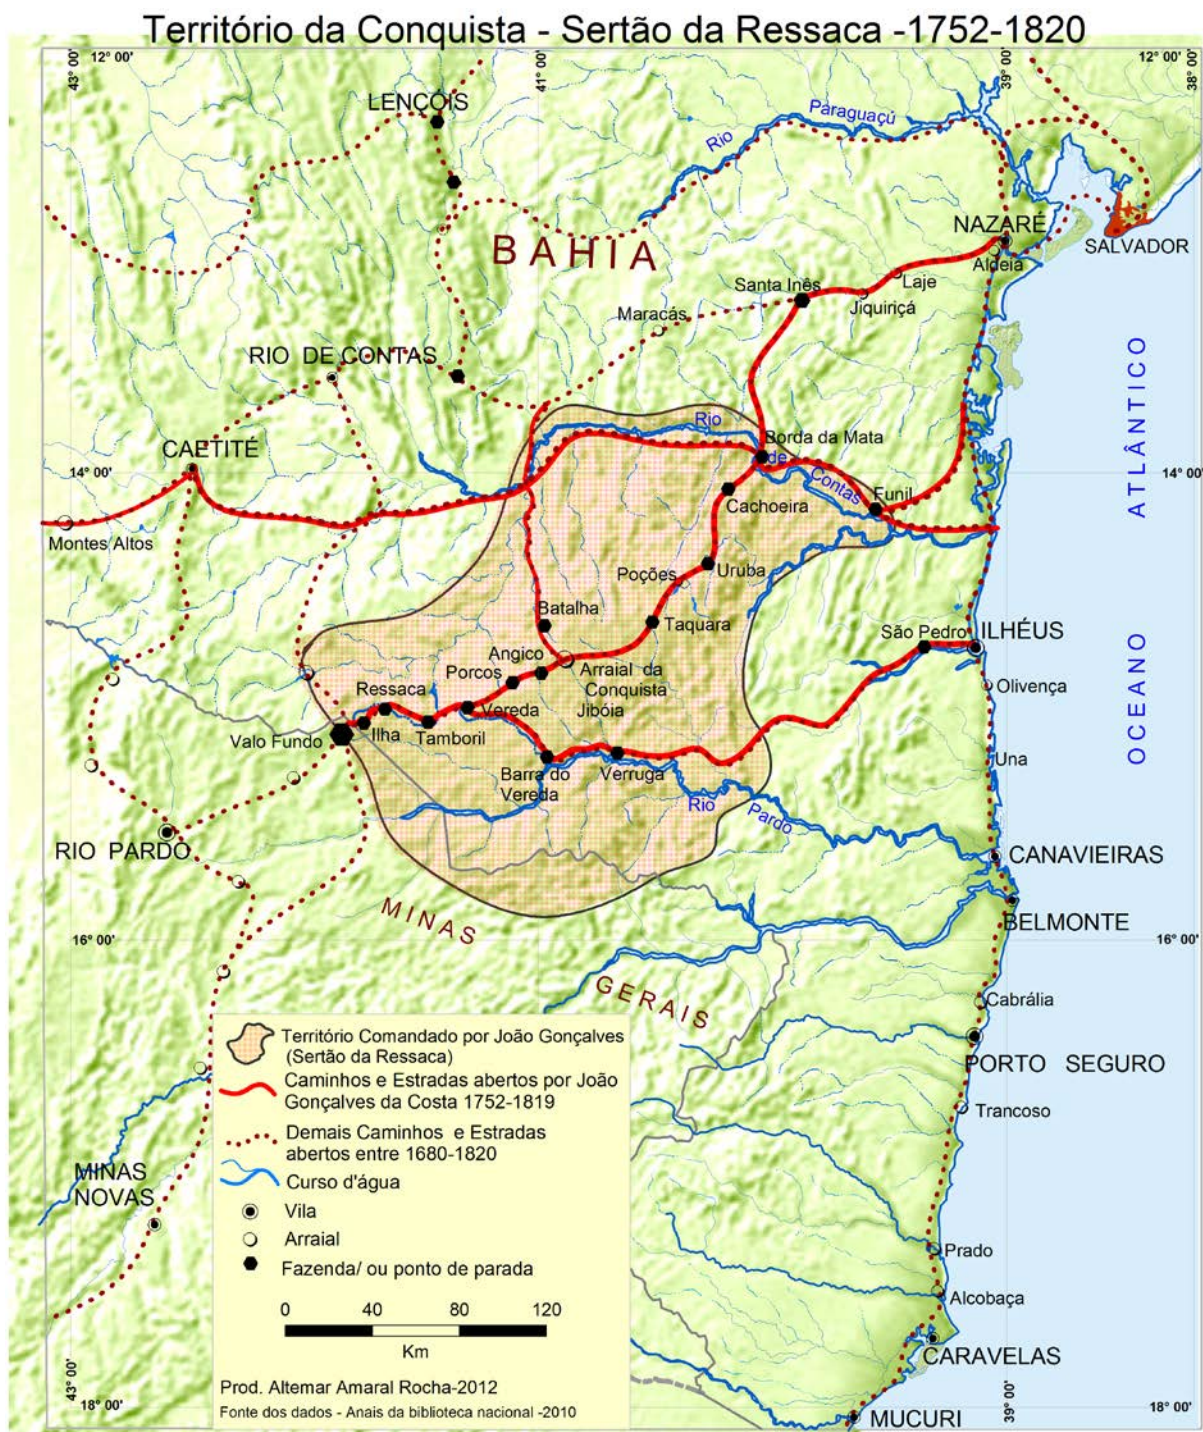 Território da Conquista - Sertão da Ressaca -1752-1820
43° 00'
12° 00'
41° 00'
39° 00'
12° 00'
38° 00'
LENÇÓIS
Rio
Paraguaçú
BAHIA
NAZARÉ
SALVADOR
Aldeia
Laje
Santa Inês
Jiquiriçá
Maracás
RIO DE CONTAS
ATLÂNTICO
Rio
Borda da Mata
de
CAETITÉ
14° 00'
14° 00'
Contas
Funil
Cachoeira
Montes Altos
Uruba
Poções
Batalha
Taquara
São Pedro
ILHÉUS
OCEANO
Angico
Arraial da
Conquista
Porcos
Ressaca
Olivença
Jibóia
Vereda
Valo Fundo
Ilha
Tamboril
Una
Barra do
Vereda
Verruga
Rio
Pardo
RIO PARDO
CANAVIEIRAS
MINAS
BELMONTE
16° 00'
16° 00'
GERAIS
Cabrália
PORTO SEGURO
Trancoso
MINAS
NOVAS
Prado
Alcobaça
CARAVELAS
MUCURI
Território Comandado por João Gonçalves
(Sertão da Ressaca)
Caminhos e Estradas abertos por João
Gonçalves da Costa 1752-1819
Demais Caminhos e Estradas
abertos entre 1680-1820
Curso d'água
Vila
Arraial
Fazenda/ ou ponto de parada
0 40 80 120
Km
Prod. Altemar Amaral Rocha-2012
Fonte dos dados - Anais da biblioteca nacional -2010
43° 00'
18° 00'
39° 00'
18° 00'